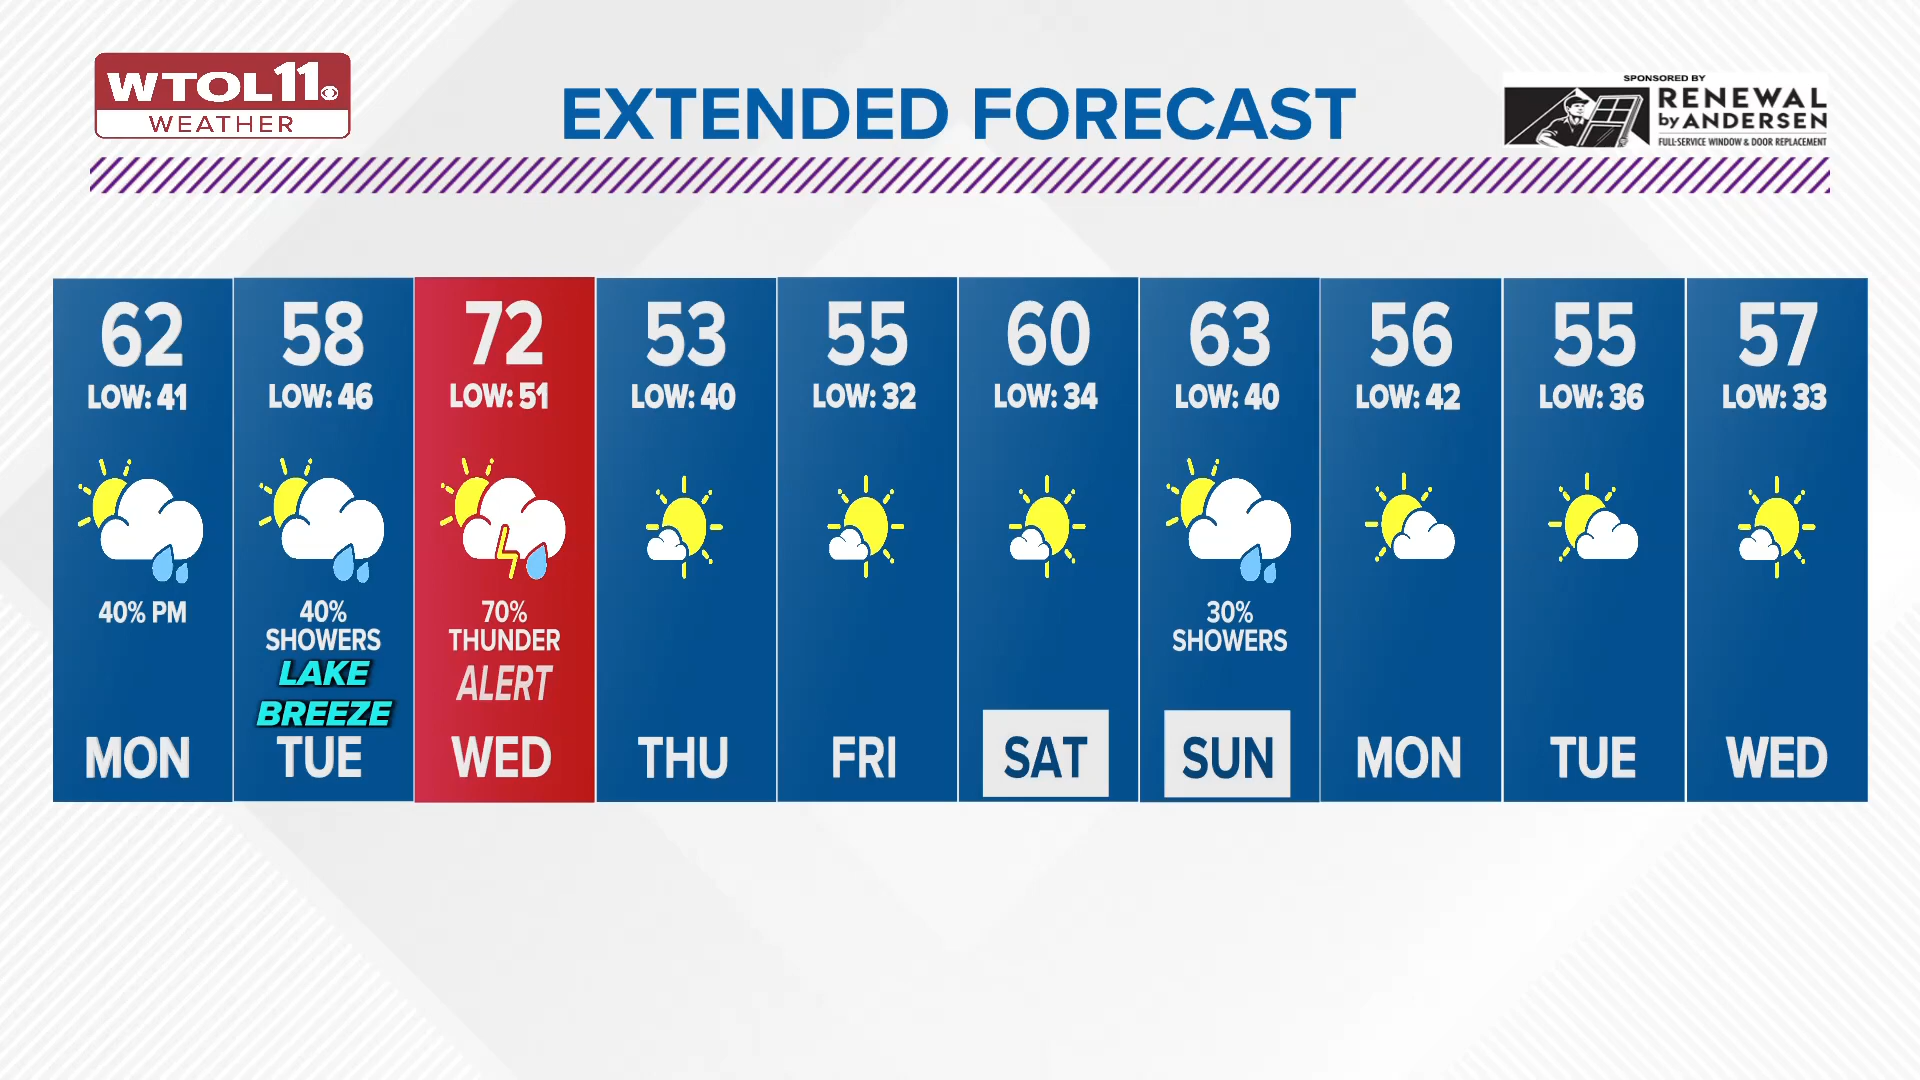 WTOL 11
WEATHER
EXTENDED FORECAST
SPONSORED BY
RENEWAL
by ANDERSEN
FULL-SERVICE WINDOW & DOOR REPLACEMENT
62
LOW: 41
40% PM
MON
58
LOW: 46
40%
SHOWERS
LAKE
BREEZE
TUE
72
LOW: 51
70%
THUNDER
ALERT
WED
53
LOW: 40
THU
55
LOW: 32
FRI
60
LOW: 34
SAT
63
LOW: 40
30%
SHOWERS
SUN
56
LOW: 42
MON
55
LOW: 36
TUE
57
LOW: 33
WED